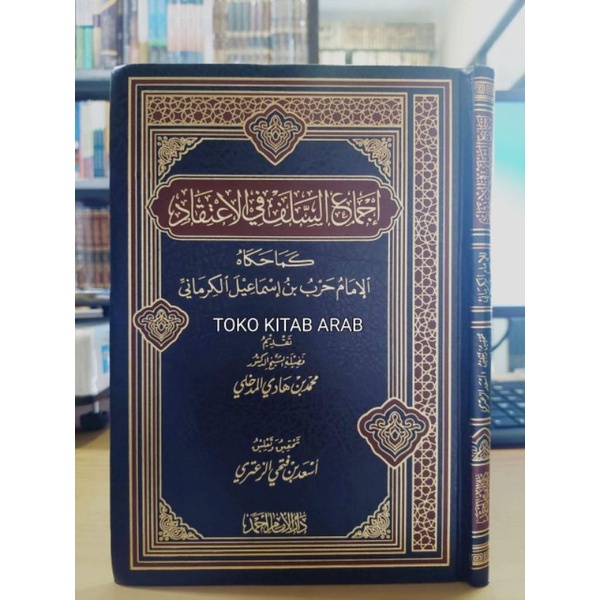 إجماع السلف في الاعتقاد
كما حكاه
الإمام حرب بن إسماعيل الكرماني
TOKO KITAB ARAB
تقديم
فضيلة الشيخ الدكتور
محمد بن هادي المدخلي
تحقيق وتعليق
أسعد بن فتحي الزعتري
دار الإمام أحمد